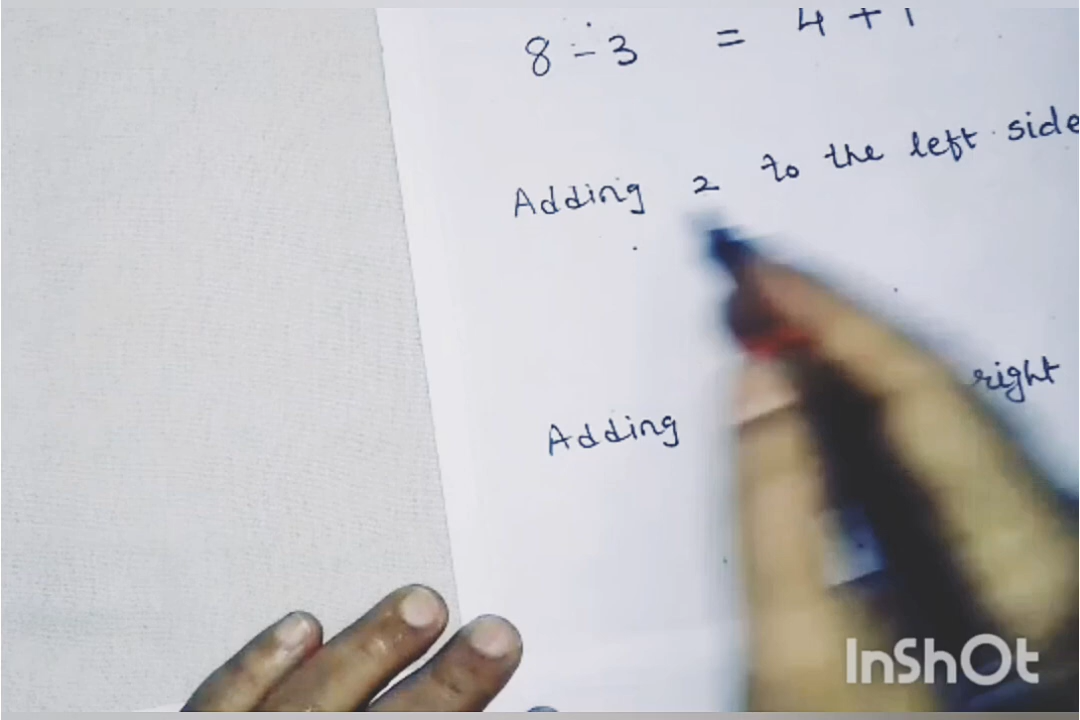 8 - 3 = 4 + 1
Adding 2 to the left side
Adding right
InShOt